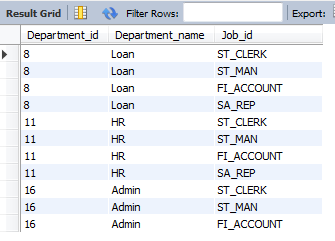 Result Grid Filter Rows: Export:
Department_id Department_name Job_id
8 Loan ST_CLERK
8 Loan ST_MAN
8 Loan FI_ACCOUNT
8 Loan SA_REP
11 HR ST_CLERK
11 HR ST_MAN
11 HR FI_ACCOUNT
11 HR SA_REP
16 Admin ST_CLERK
16 Admin ST_MAN
16 Admin FI_ACCOUNT